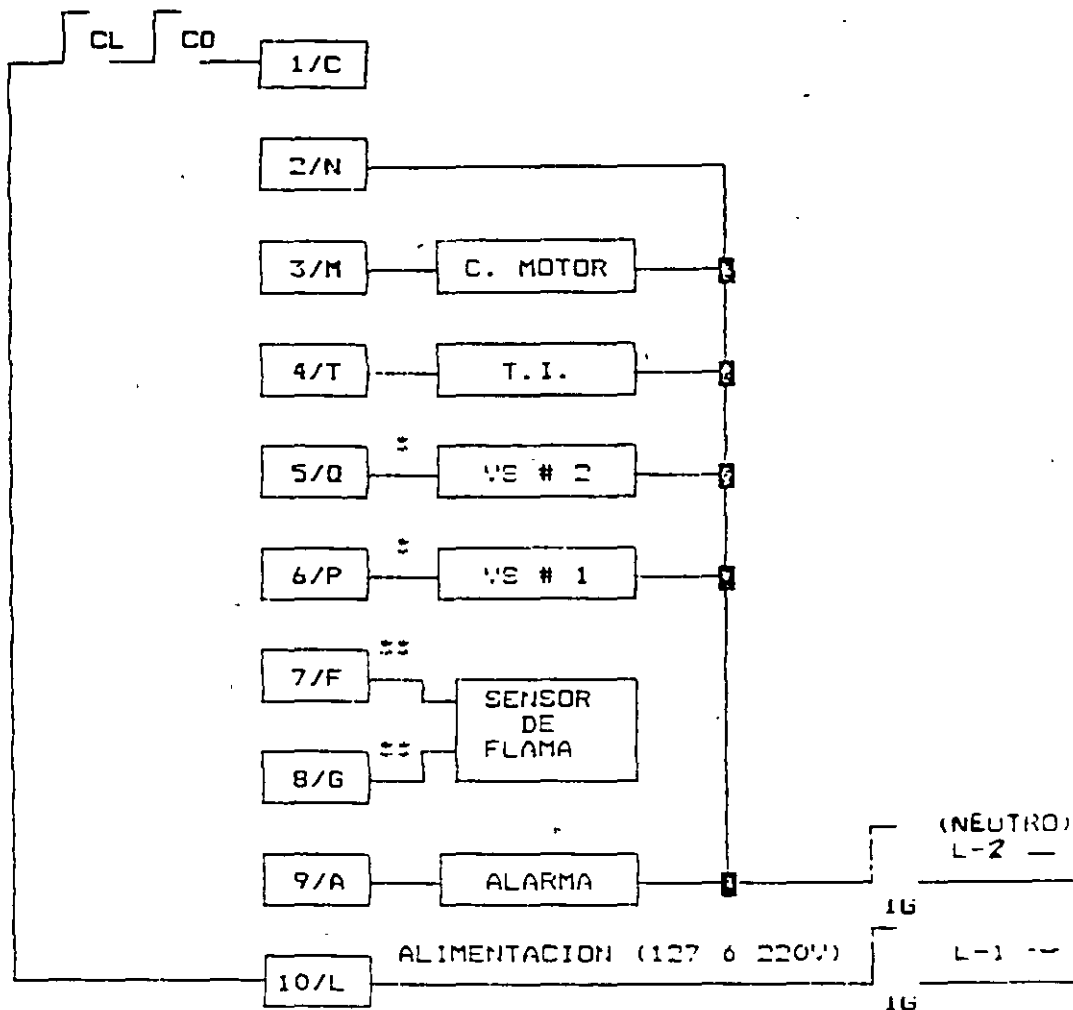 CL CO
1/C
2/N
3/M C. MOTOR
4/T T.I.
*
5/Q VS # 2
*
6/P VS # 1
**
7/F
SENSOR
DE
FLAMA
**
8/G
(NEUTRO)
L-2 —
9/A ALARMA
IG
ALIMENTACION (127 ó 220V) L-1 —
10/L
IG